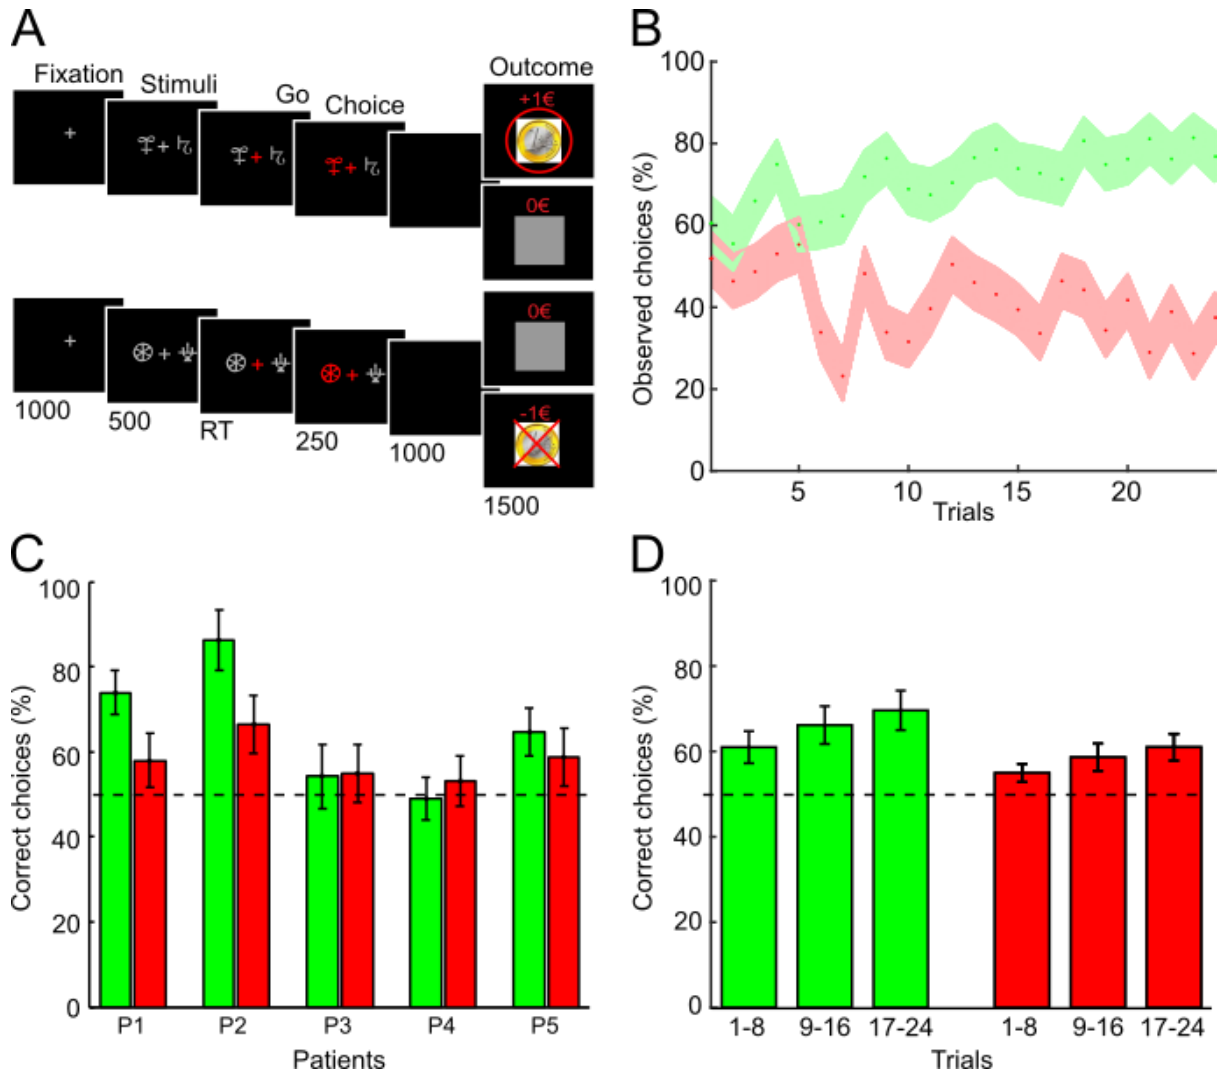 A
Fixation
Stimuli
Go
Choice
Outcome
+1€
0€
0€
-1€
1000
500
RT
250
1000
1500
B
Observed choices (%)
100
80
60
40
20
0
5
10
15
20
Trials
C
Correct choices (%)
100
80
60
40
20
0
P1
P2
P3
P4
P5
Patients
D
Correct choices (%)
100
80
60
40
20
0
1-8
9-16
17-24
1-8
9-16
17-24
Trials